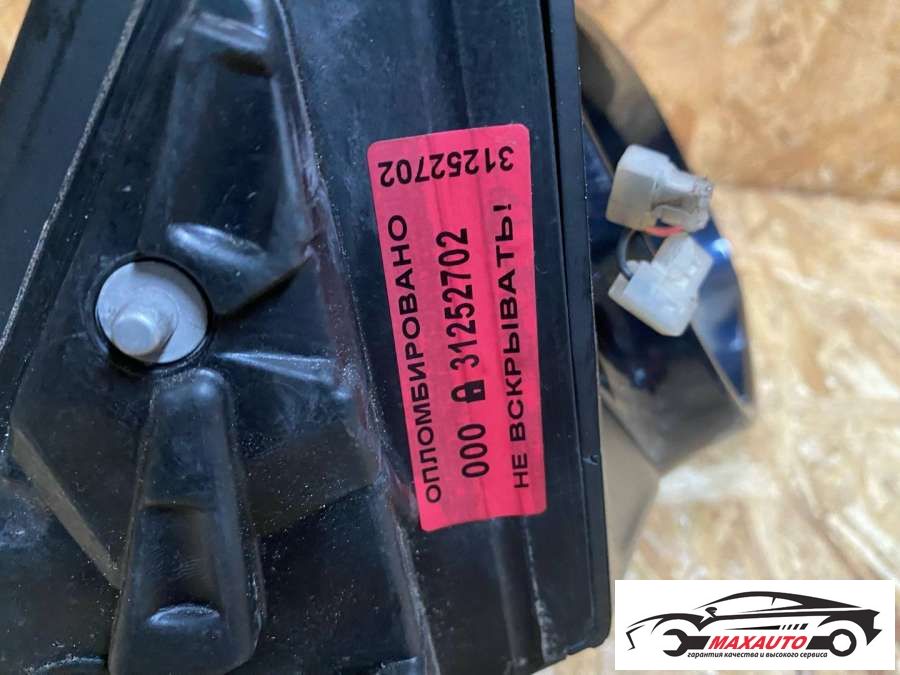 31252702
ОПЛОМБИРОВАНО
000 31252702
НЕ ВСКРЫВАТЬ!
MAXAUTO
гарантия качества и высокого сервиса